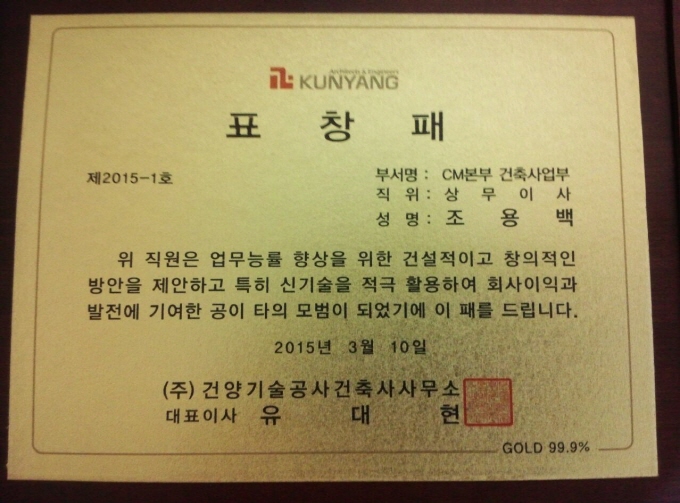 Architects & Engineers
KUNYANG
표 창 패
제2015-1호
부서명 : CM본부 건축사업부
직 위 : 상 무 이 사
성 명 : 조 용 백
위 직원은 업무능률 향상을 위한 건설적이고 창의적인
방안을 제안하고 특히 신기술을 적극 활용하여 회사이익과
발전에 기여한 공이 타의 모범이 되었기에 이 패를 드립니다.
2015년 3월 10일
(주) 건양기술공사건축사사무소
대표이사 유 대 현
GOLD 99.9%